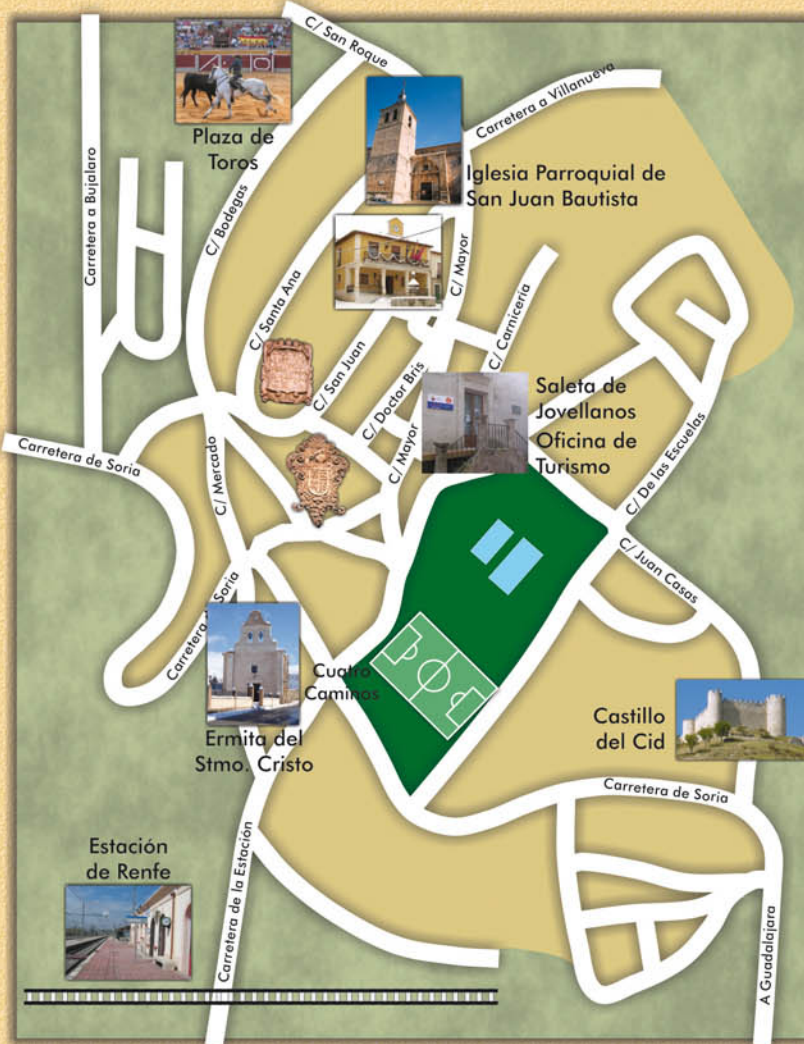 C/ San Roque
Plaza de
Toros
Carretera a Villanueva
Iglesia Parroquial de
San Juan Bautista
Carretera a Bujalaro
C/ Bodegas
C/ Mayor
C/ Santa Ana
C/ Carnicería
C/ San Juan
C/ Doctor Bris
Saleta de
Jovellanos
Oficina de
Turismo
Carretera de Soria
C/ Mercado
C/ Mayor
C/ De las Escuelas
C/ Juan Casas
Carretera de Soria
Cuatro
Caminos
Ermita del
Stmo. Cristo
Castillo
del Cid
Carretera de Soria
Estación
de Renfe
Carretera de la Estación
A Guadalajara